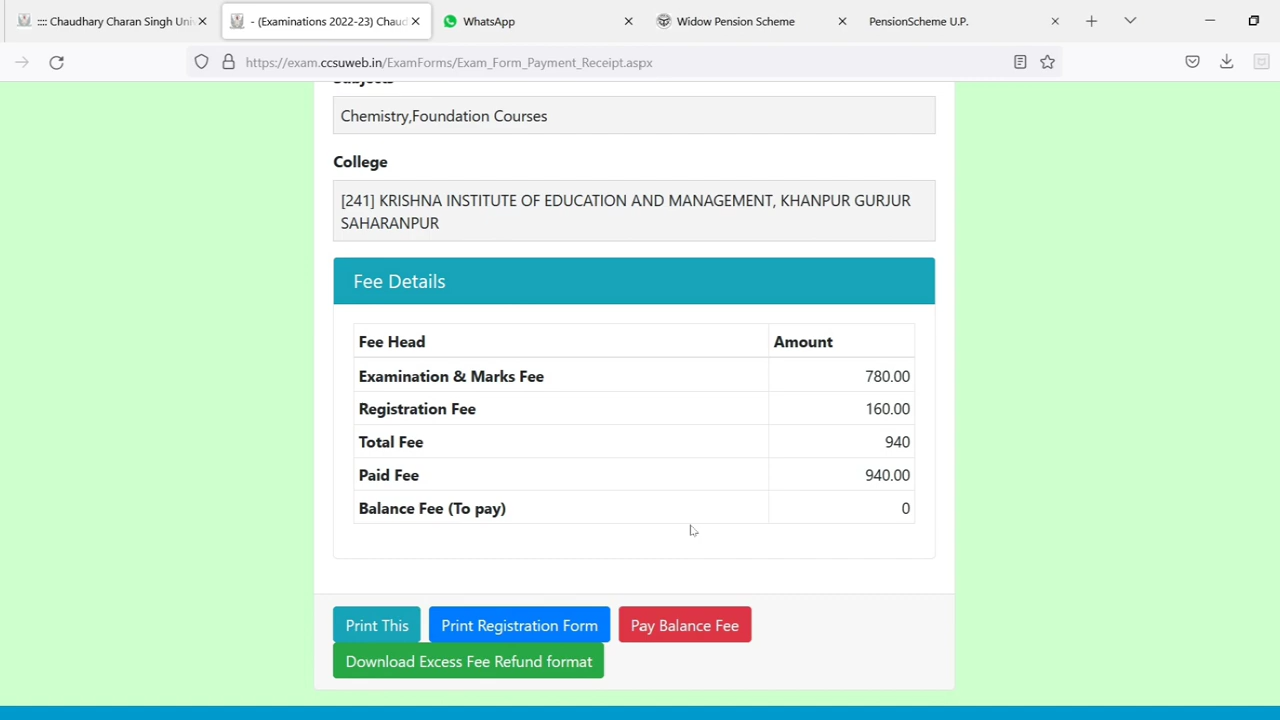 :::: Chaudhary Charan Singh Univ
- (Examinations 2022-23) Chaud
WhatsApp
Widow Pension Scheme
PensionScheme U.P.
https://exam.ccsuweb.in/ExamForms/Exam_Form_Payment_Receipt.aspx
Subjects
Chemistry,Foundation Courses
College
[241] KRISHNA INSTITUTE OF EDUCATION AND MANAGEMENT, KHANPUR GURJUR
SAHARANPUR
Fee Details
Fee Head Amount
Examination & Marks Fee 780.00
Registration Fee 160.00
Total Fee 940
Paid Fee 940.00
Balance Fee (To pay) 0
Print This
Print Registration Form
Pay Balance Fee
Download Excess Fee Refund format